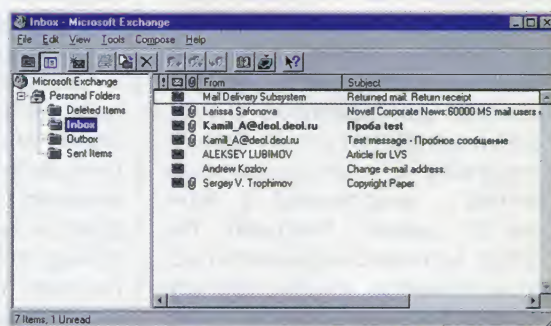 Inbox - Microsoft Exchange
File Edit View Tools Compose Help
Microsoft Exchange
Personal Folders
Deleted Items
Inbox
Outbox
Sent Items
! From Subject
Mail Delivery Subsystem Returned mail: Return receipt
Larissa Safonova Novell Corporate News:60000 MS mail users
Kamill_A@deol.deol.ru Проба test
Kamil_A@deol.deol.ru Test message - Пробное сообщение
ALEKSEY LUBIMOV Article for LVS
Andrew Kozlov Change e-mail address.
Sergey V. Trophimov Copyright Paper
7 Items, 1 Unread